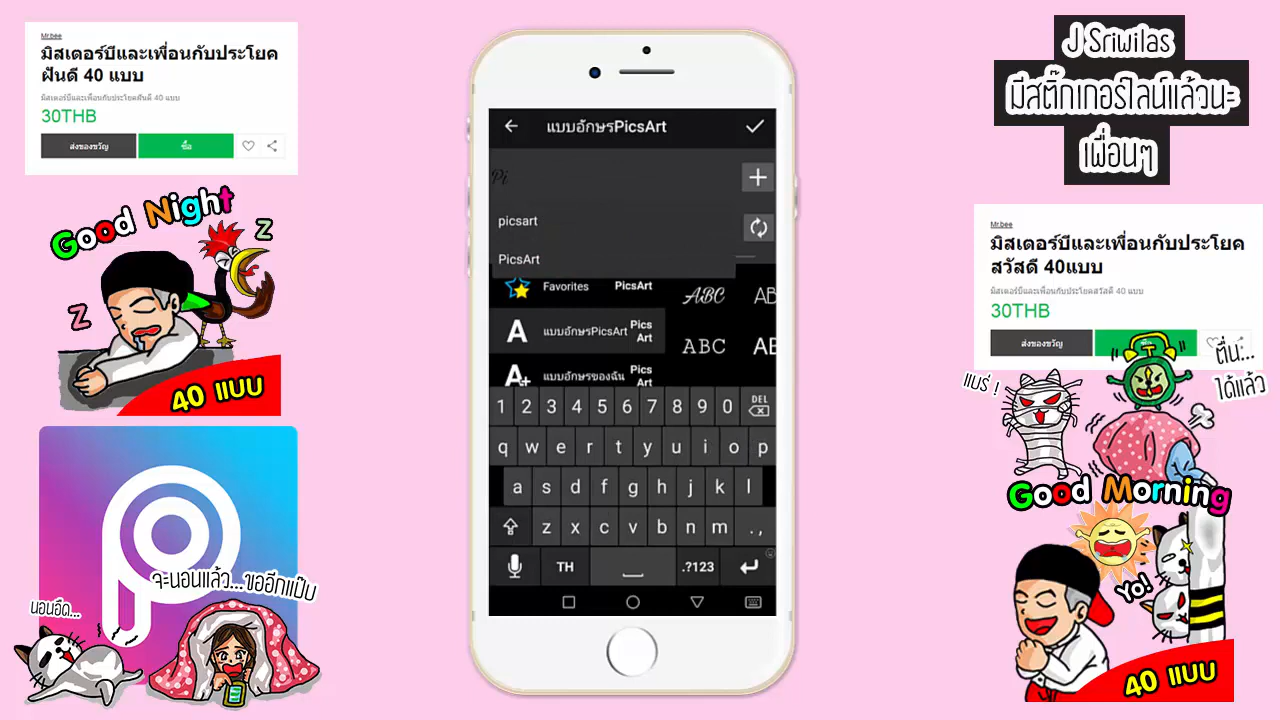 Mr.bee
มิสเตอร์บีและเพื่อนกับประโยค
ฝันดี 40 แบบ
มิสเตอร์บีและเพื่อนกับประโยคฝันดี 40 แบบ
30THB
ส่งของขวัญ
ซื้อ
Good Night
z
z
40 แบบ
จะนอนแล้ว...ขออีกแป๊บ
นอนอืด...
แบบอักษรPicsArt
Pi
picsart
PicsArt
Favorites PicsArt
ABC
แบบอักษรPicsArt Pics Art
ABC
แบบอักษรของฉัน Pics Art
1 2 3 4 5 6 7 8 9 0 DEL
q w e r t y u i o p
a s d f g h j k l
z x c v b n m . ,
TH .?123
J Sriwilas
มีสติ๊กเกอร์ไลน์แล้วนะ
เพื่อนๆ
Mr.bee
มิสเตอร์บีและเพื่อนกับประโยค
สวัสดี 40แบบ
มิสเตอร์บีและเพื่อนกับประโยคสวัสดี 40 แบบ
30THB
ส่งของขวัญ
ตื่น...
ได้แล้ว
แบร่ !
Good Morning
Yo!
40 แบบ